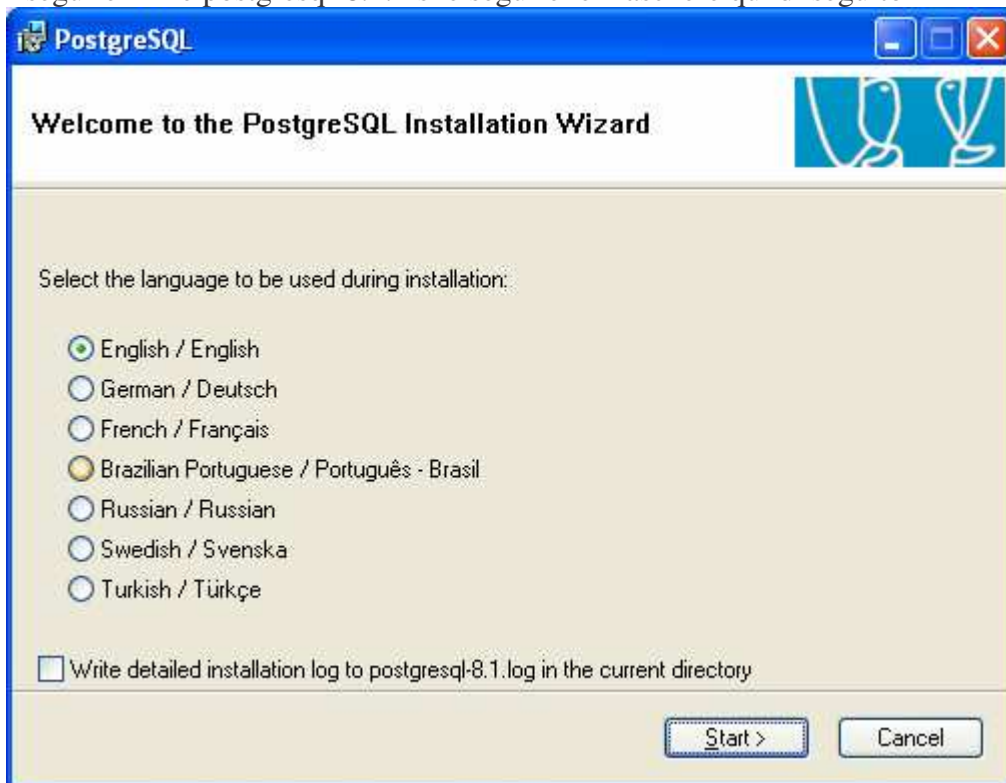 PostgreSQL
Welcome to the PostgreSQL Installation Wizard
Select the language to be used during installation:
English / English
German / Deutsch
French / Français
Brazilian Portuguese / Português - Brasil
Russian / Russian
Swedish / Svenska
Turkish / Türkçe
Write detailed installation log to postgresql-8.1.log in the current directory
Start >
Cancel